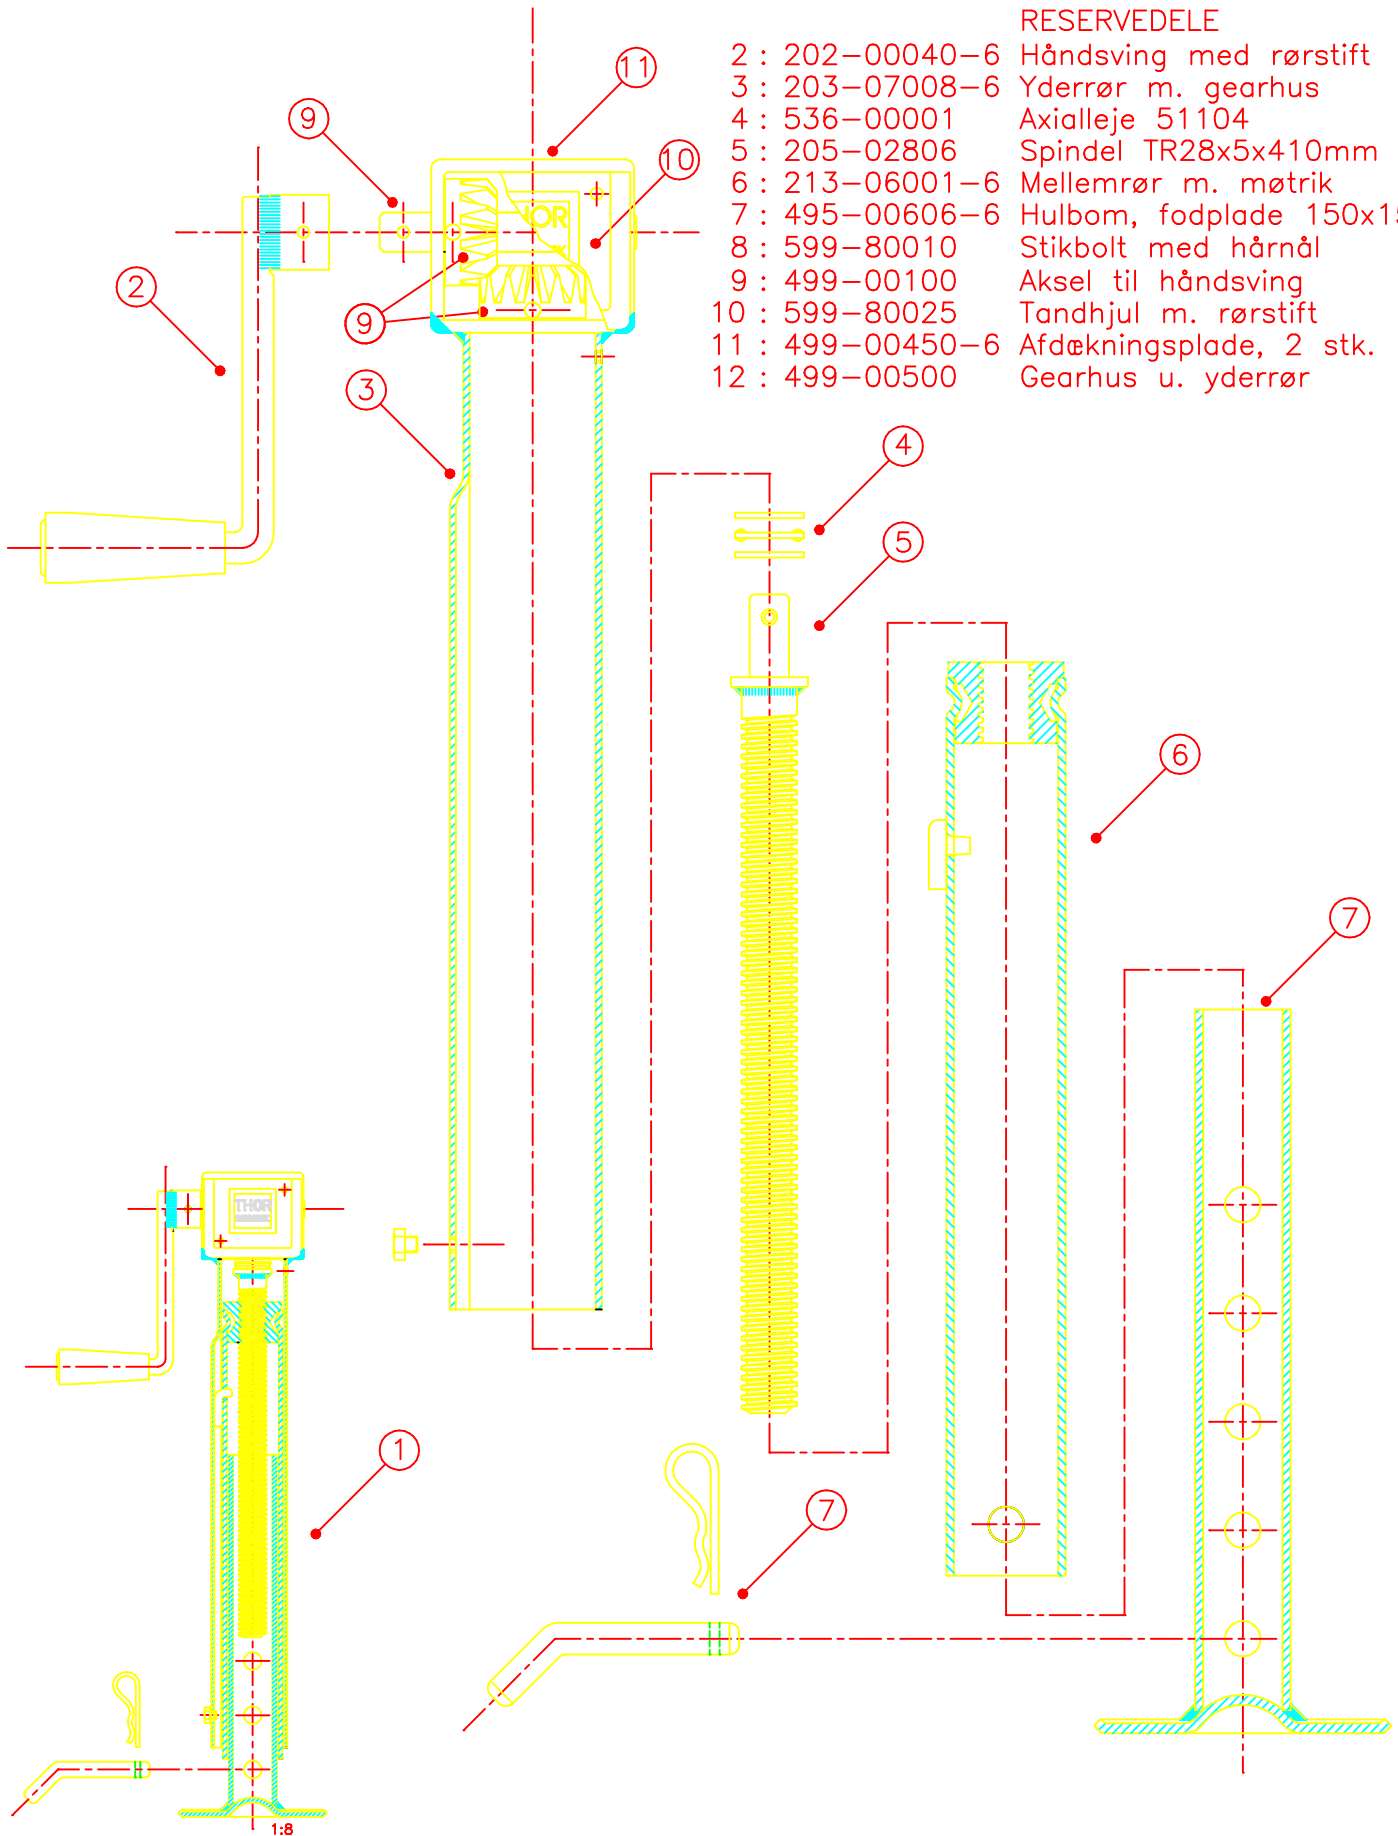 RESERVEDELE
2 : 202-00040-6 Håndsving med rørstift
3 : 203-07008-6 Yderrør m. gearhus
4 : 536-00001 Axialleje 51104
5 : 205-02806 Spindel TR28x5x410mm
6 : 213-06001-6 Mellemrør m. møtrik
7 : 495-00606-6 Hulbom, fodplade 150x15
8 : 599-80010 Stikbolt med hårnål
9 : 499-00100 Aksel til håndsving
10 : 599-80025 Tandhjul m. rørstift
11 : 499-00450-6 Afdækningsplade, 2 stk.
12 : 499-00500 Gearhus u. yderrør
11
9
10
2
9
3
4
5
6
7
THOR
1
7
1:8